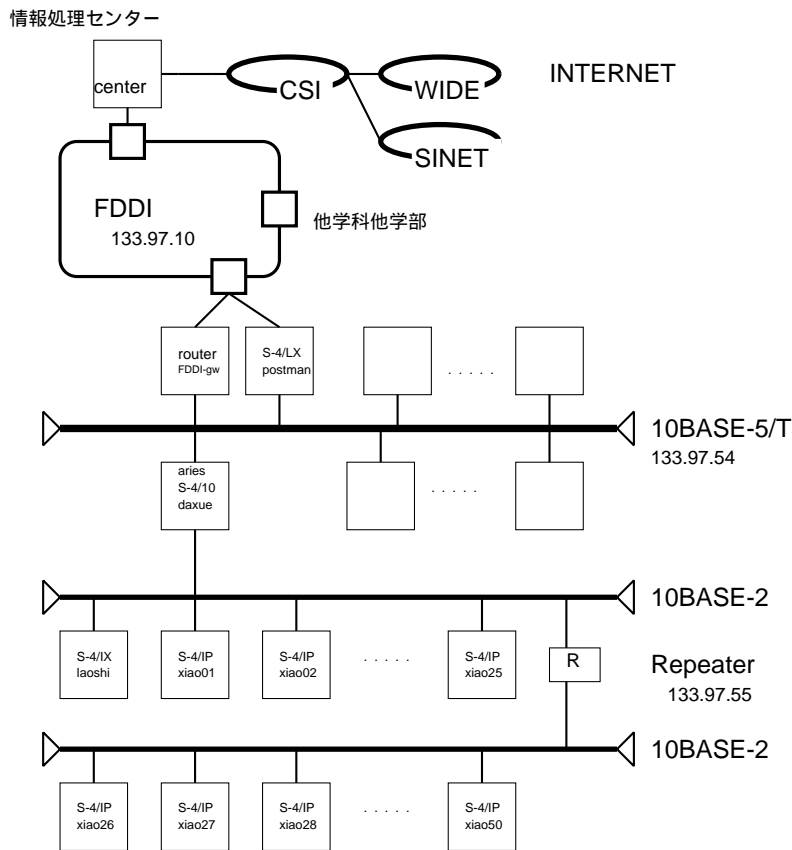 情報処理センター
center
CSI
WIDE
INTERNET
SINET
FDDI
133.97.10
他学科他学部
router
FDDI-gw
S-4/LX
postman
. . . . .
10BASE-5/T
133.97.54
aries
S-4/10
daxue
. . . . .
10BASE-2
S-4/IX
laoshi
S-4/IP
xiao01
S-4/IP
xiao02
. . . . .
S-4/IP
xiao25
R
Repeater
133.97.55
10BASE-2
S-4/IP
xiao26
S-4/IP
xiao27
S-4/IP
xiao28
. . . . .
S-4/IP
xiao50